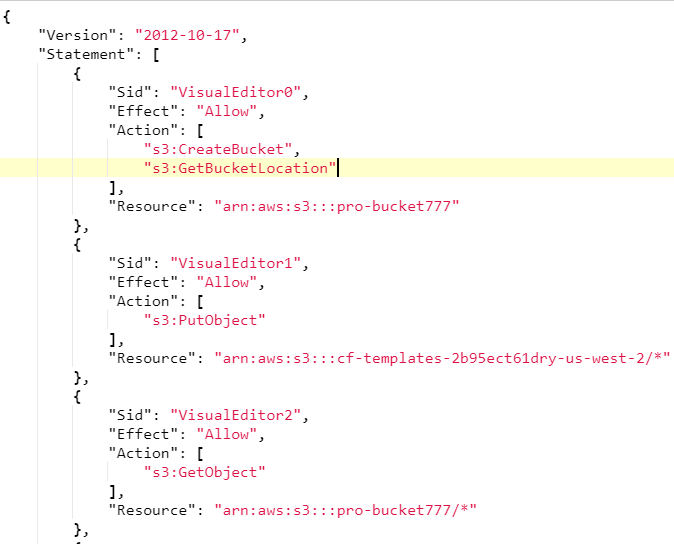 {
"Version": "2012-10-17",
"Statement": [
{
"Sid": "VisualEditor0",
"Effect": "Allow",
"Action": [
"s3:CreateBucket",
"s3:GetBucketLocation"
],
"Resource": "arn:aws:s3:::pro-bucket777"
},
{
"Sid": "VisualEditor1",
"Effect": "Allow",
"Action": [
"s3:PutObject"
],
"Resource": "arn:aws:s3:::cf-templates-2b95ect61dry-us-west-2/*"
},
{
"Sid": "VisualEditor2",
"Effect": "Allow",
"Action": [
"s3:GetObject"
],
"Resource": "arn:aws:s3:::pro-bucket777/*"
},
{